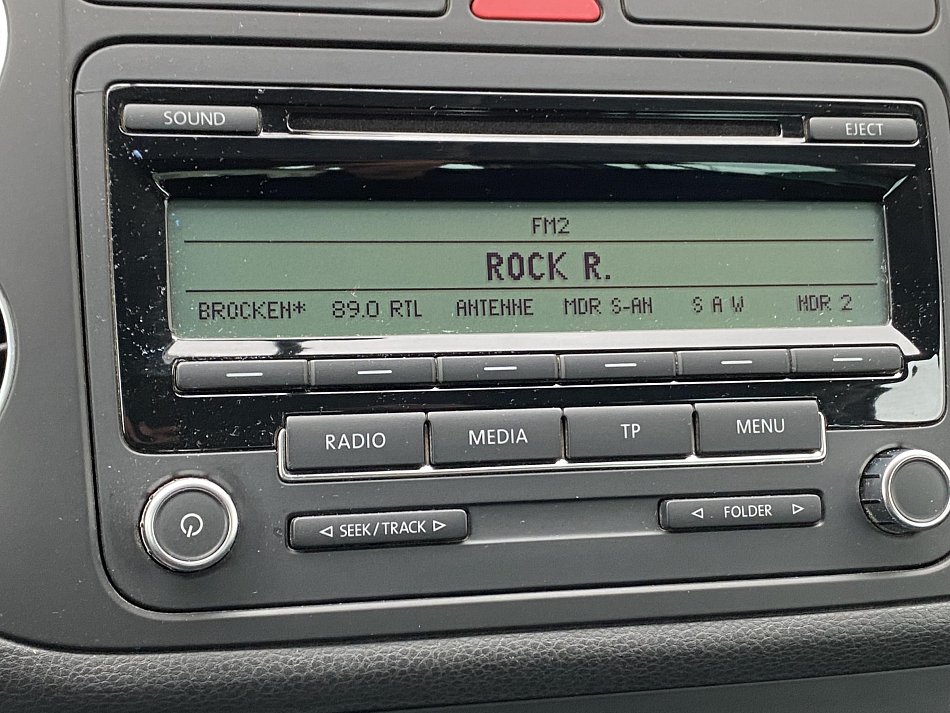 SOUND
EJECT
FM2
ROCK R.
BROCKEN* 89.0 RTL ANTENNE MDR S-AN S A W NDR 2
RADIO MEDIA TP MENU
◁ SEEK/TRACK ▷
◁ FOLDER ▷